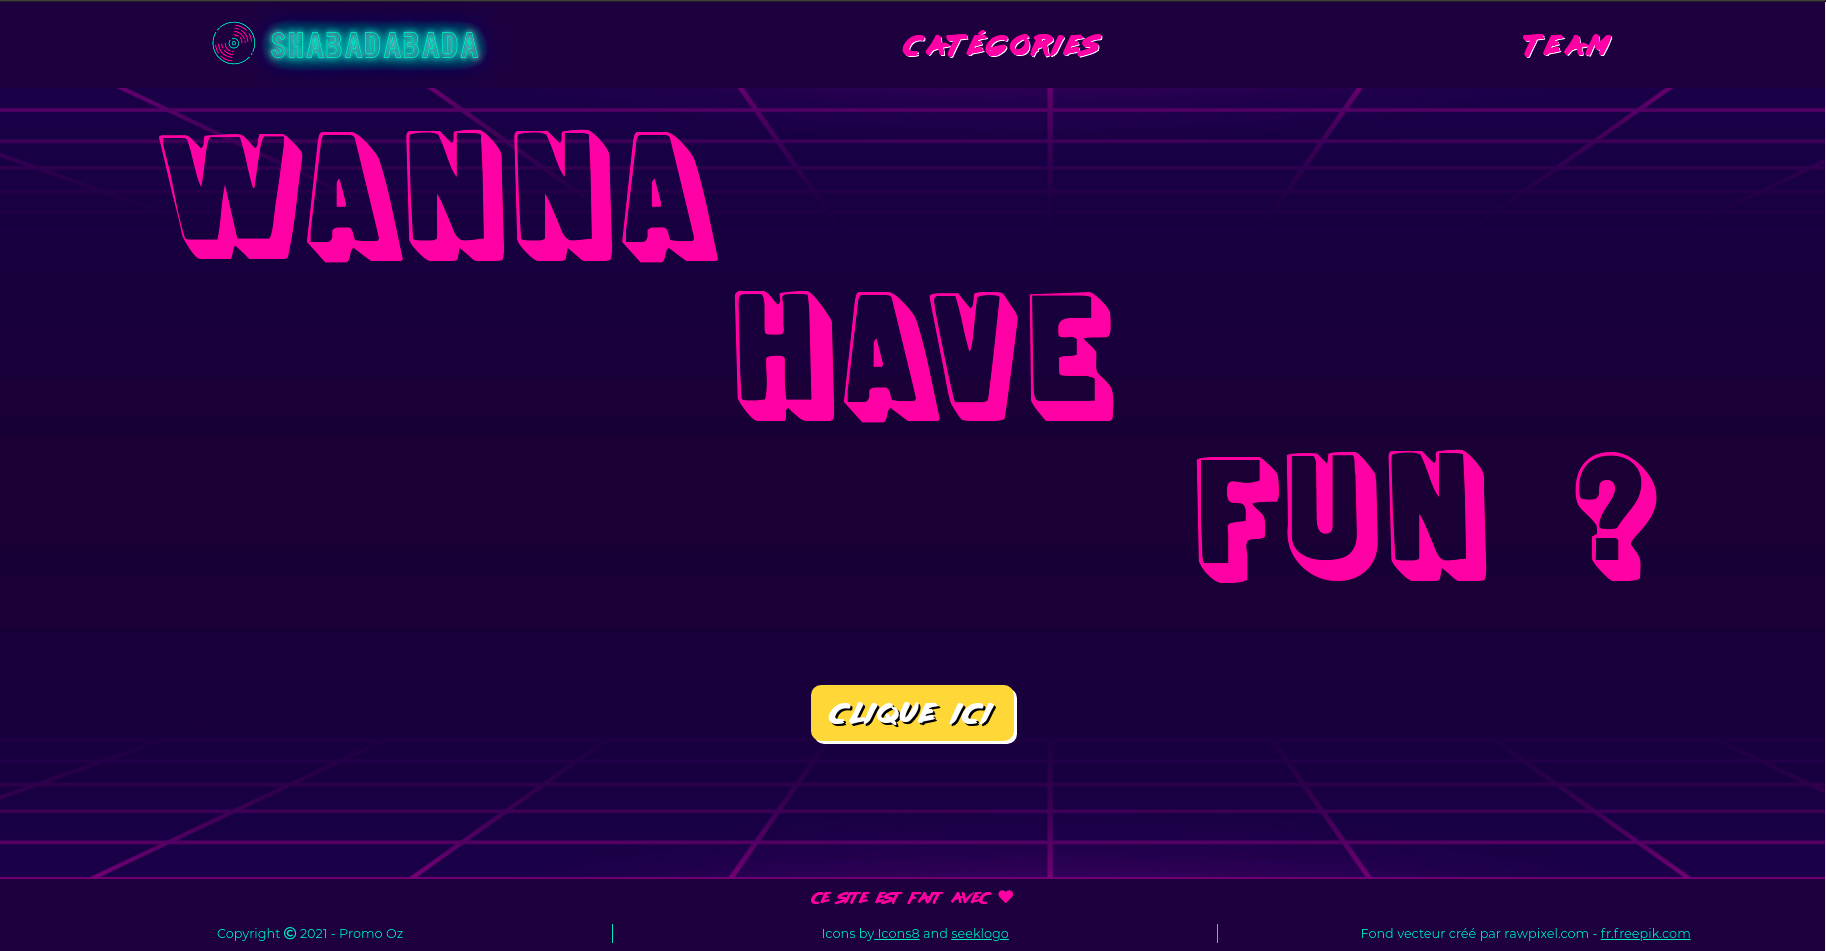 SHABADABADA
CATÉGORIES
TEAM
WANNA
HAVE
FUN ?
CLIQUE ICI
CE SITE EST FAIT AVEC ❤
Copyright © 2021 - Promo Oz
Icons by Icons8 and seeklogo
Fond vecteur créé par rawpixel.com - fr.freepik.com